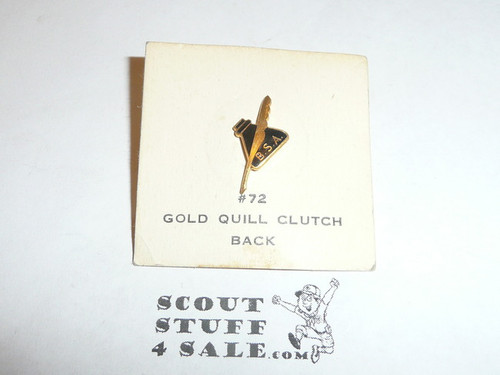 BSA
#72
GOLD QUILL CLUTCH
BACK
SCOUT
STUFF
4 SALE.COM